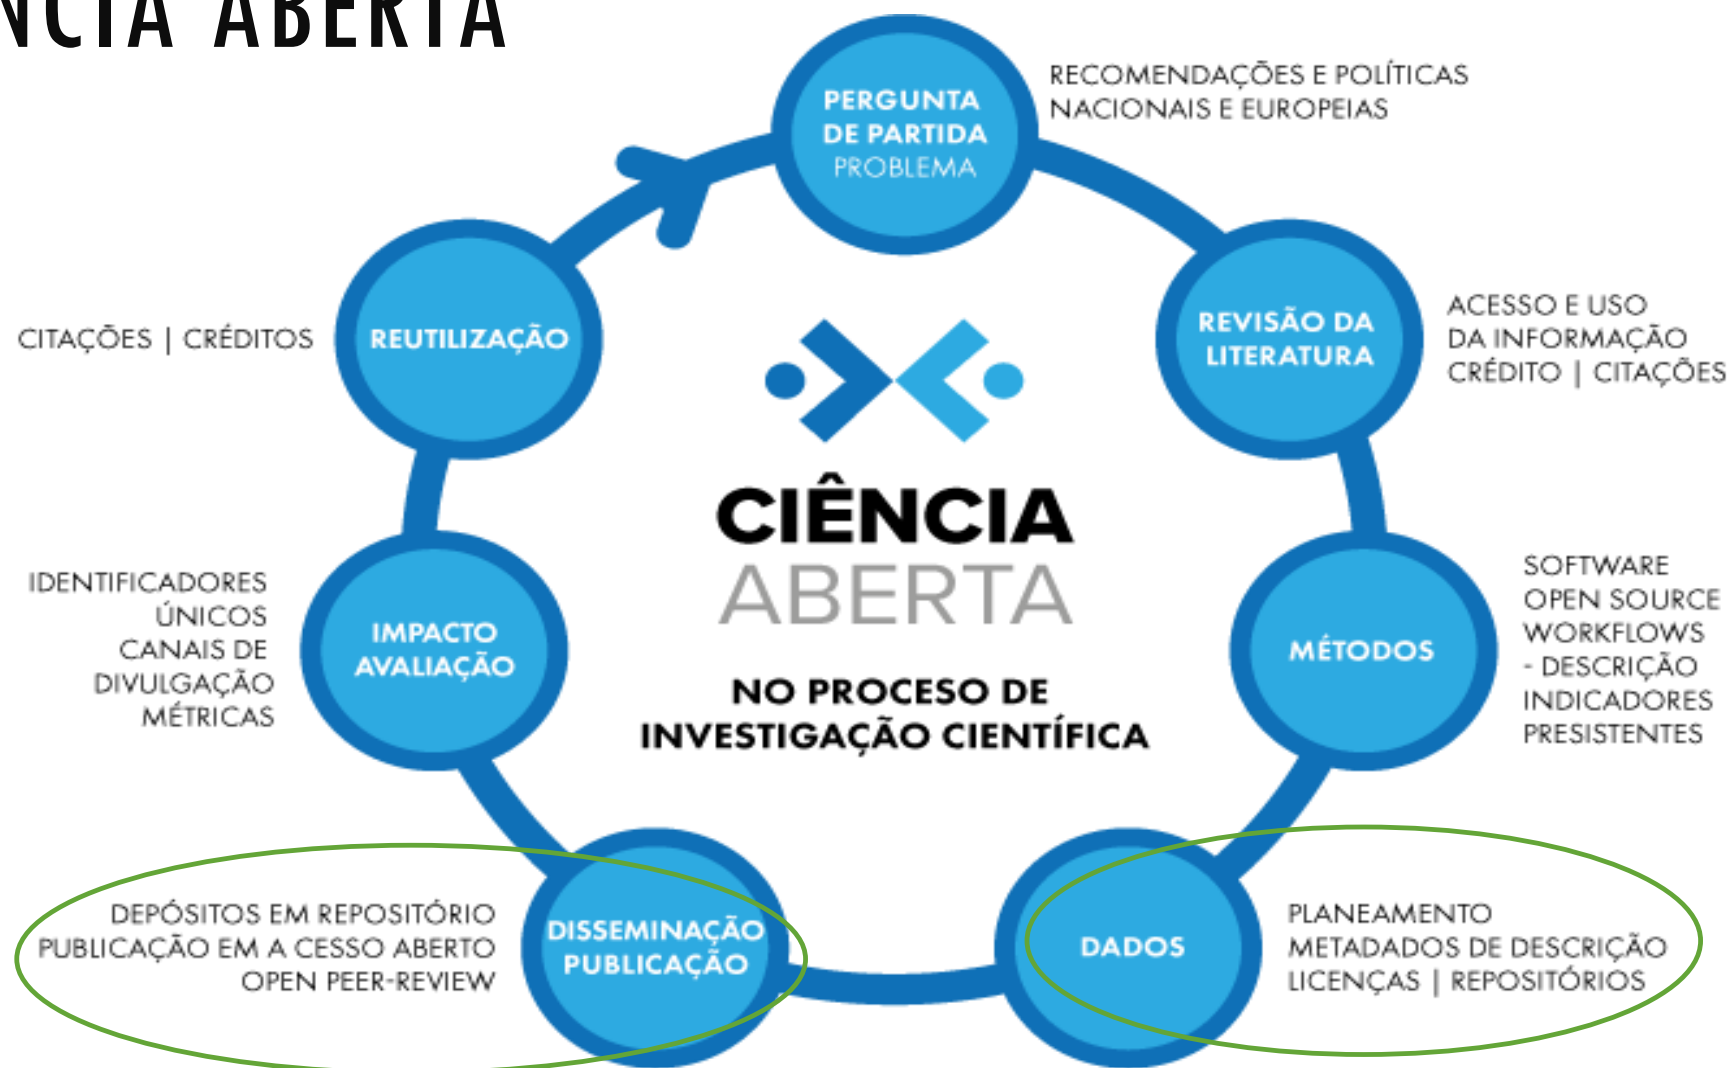 NCIA ABERTA
PERGUNTA
DE PARTIDA
PROBLEMA
RECOMENDAÇÕES E POLÍTICAS
NACIONAIS E EUROPEIAS
REVISÃO DA
LITERATURA
ACESSO E USO
DA INFORMAÇÃO
CRÉDITO | CITAÇÕES
MÉTODOS
SOFTWARE
OPEN SOURCE
WORKFLOWS
- DESCRIÇÃO
INDICADORES
PRESISTENTES
DADOS
PLANEAMENTO
METADADOS DE DESCRIÇÃO
LICENÇAS | REPOSITÓRIOS
DISSEMINAÇÃO
PUBLICAÇÃO
DEPÓSITOS EM REPOSITÓRIO
PUBLICAÇÃO EM A CESSO ABERTO
OPEN PEER-REVIEW
IMPACTO
AVALIAÇÃO
IDENTIFICADORES
ÚNICOS
CANAIS DE
DIVULGAÇÃO
MÉTRICAS
REUTILIZAÇÃO
CITAÇÕES | CRÉDITOS
CIÊNCIA
ABERTA
NO PROCESO DE
INVESTIGAÇÃO CIENTÍFICA